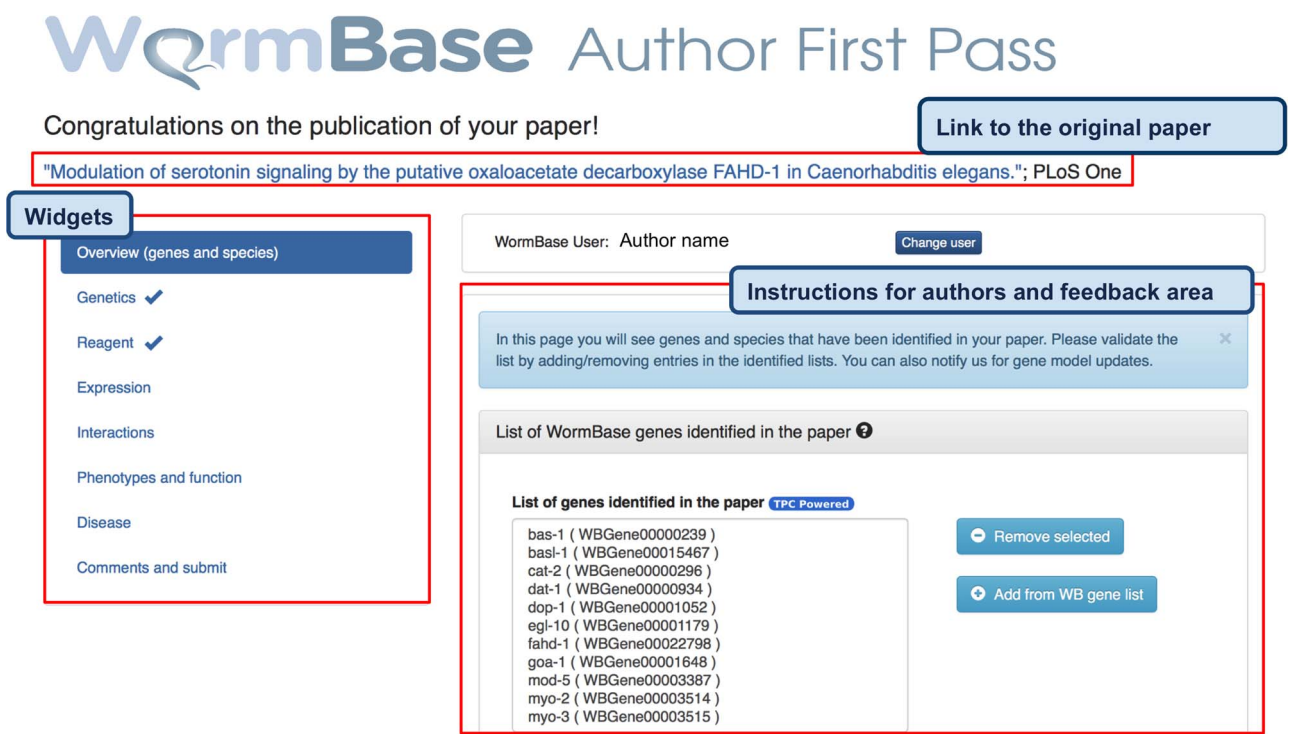 WormBase Author First Pass
Congratulations on the publication of your paper!
Link to the original paper
"Modulation of serotonin signaling by the putative oxaloacetate decarboxylase FAHD-1 in Caenorhabditis elegans."; PLoS One
Widgets
Overview (genes and species)
Genetics
Reagent
Expression
Interactions
Phenotypes and function
Disease
Comments and submit
WormBase User: Author name
Change user
Instructions for authors and feedback area
In this page you will see genes and species that have been identified in your paper. Please validate the
list by adding/removing entries in the identified lists. You can also notify us for gene model updates.
×
List of WormBase genes identified in the paper ?
List of genes identified in the paper TPC Powered
bas-1 ( WBGene00000239 )
basl-1 ( WBGene00015467 )
cat-2 ( WBGene00000296 )
dat-1 ( WBGene00000934 )
dop-1 ( WBGene00001052 )
egl-10 ( WBGene00001179 )
fahd-1 ( WBGene00022798 )
goa-1 ( WBGene00001648 )
mod-5 ( WBGene00003387 )
myo-2 ( WBGene00003514 )
myo-3 ( WBGene00003515 )
Remove selected
Add from WB gene list